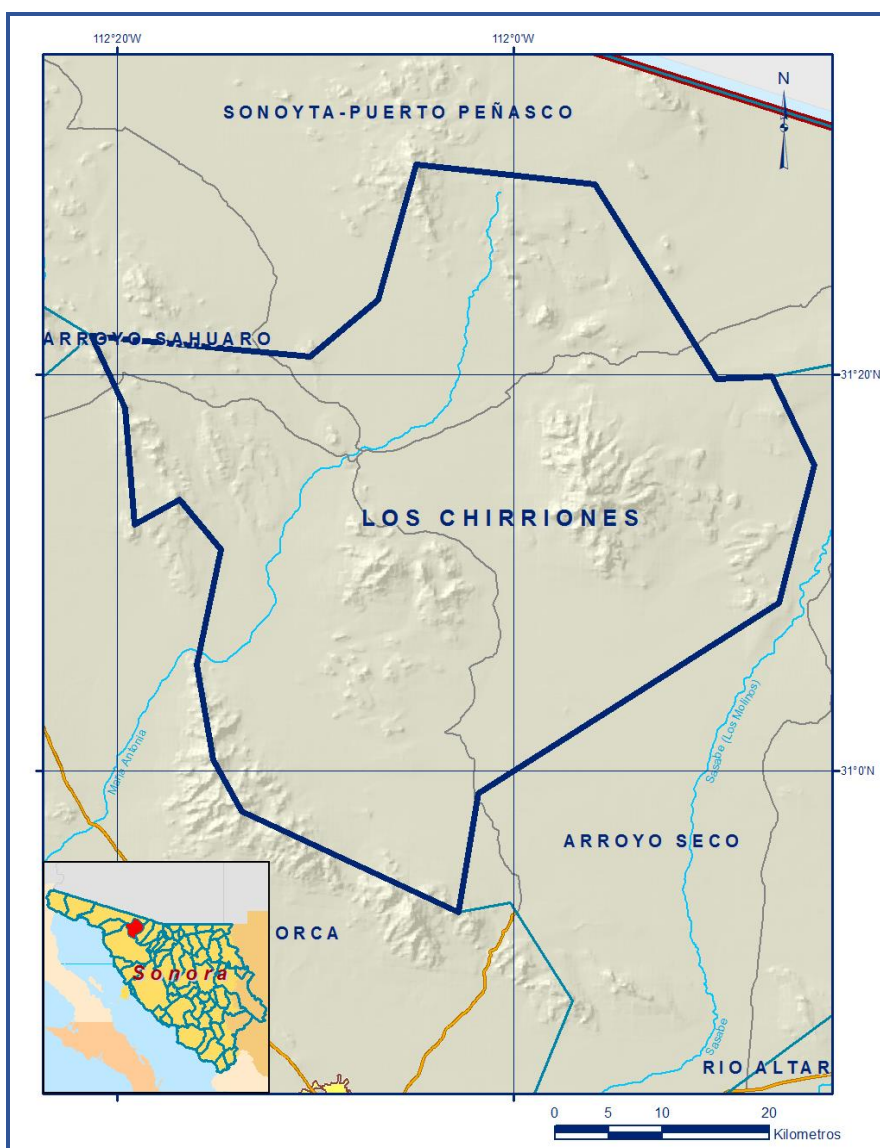 112°20'W
112°0'W
N
SONOYTA-PUERTO PEÑASCO
ARROYO SAHUARO
31°20'N
LOS CHIRRIONES
Sasabe (Los Molinos)
Maria Antonia
31°0'N
ARROYO SECO
ORCA
Sonora
Sasabe
RIO ALTAR
0 5 10 20
Kilometros